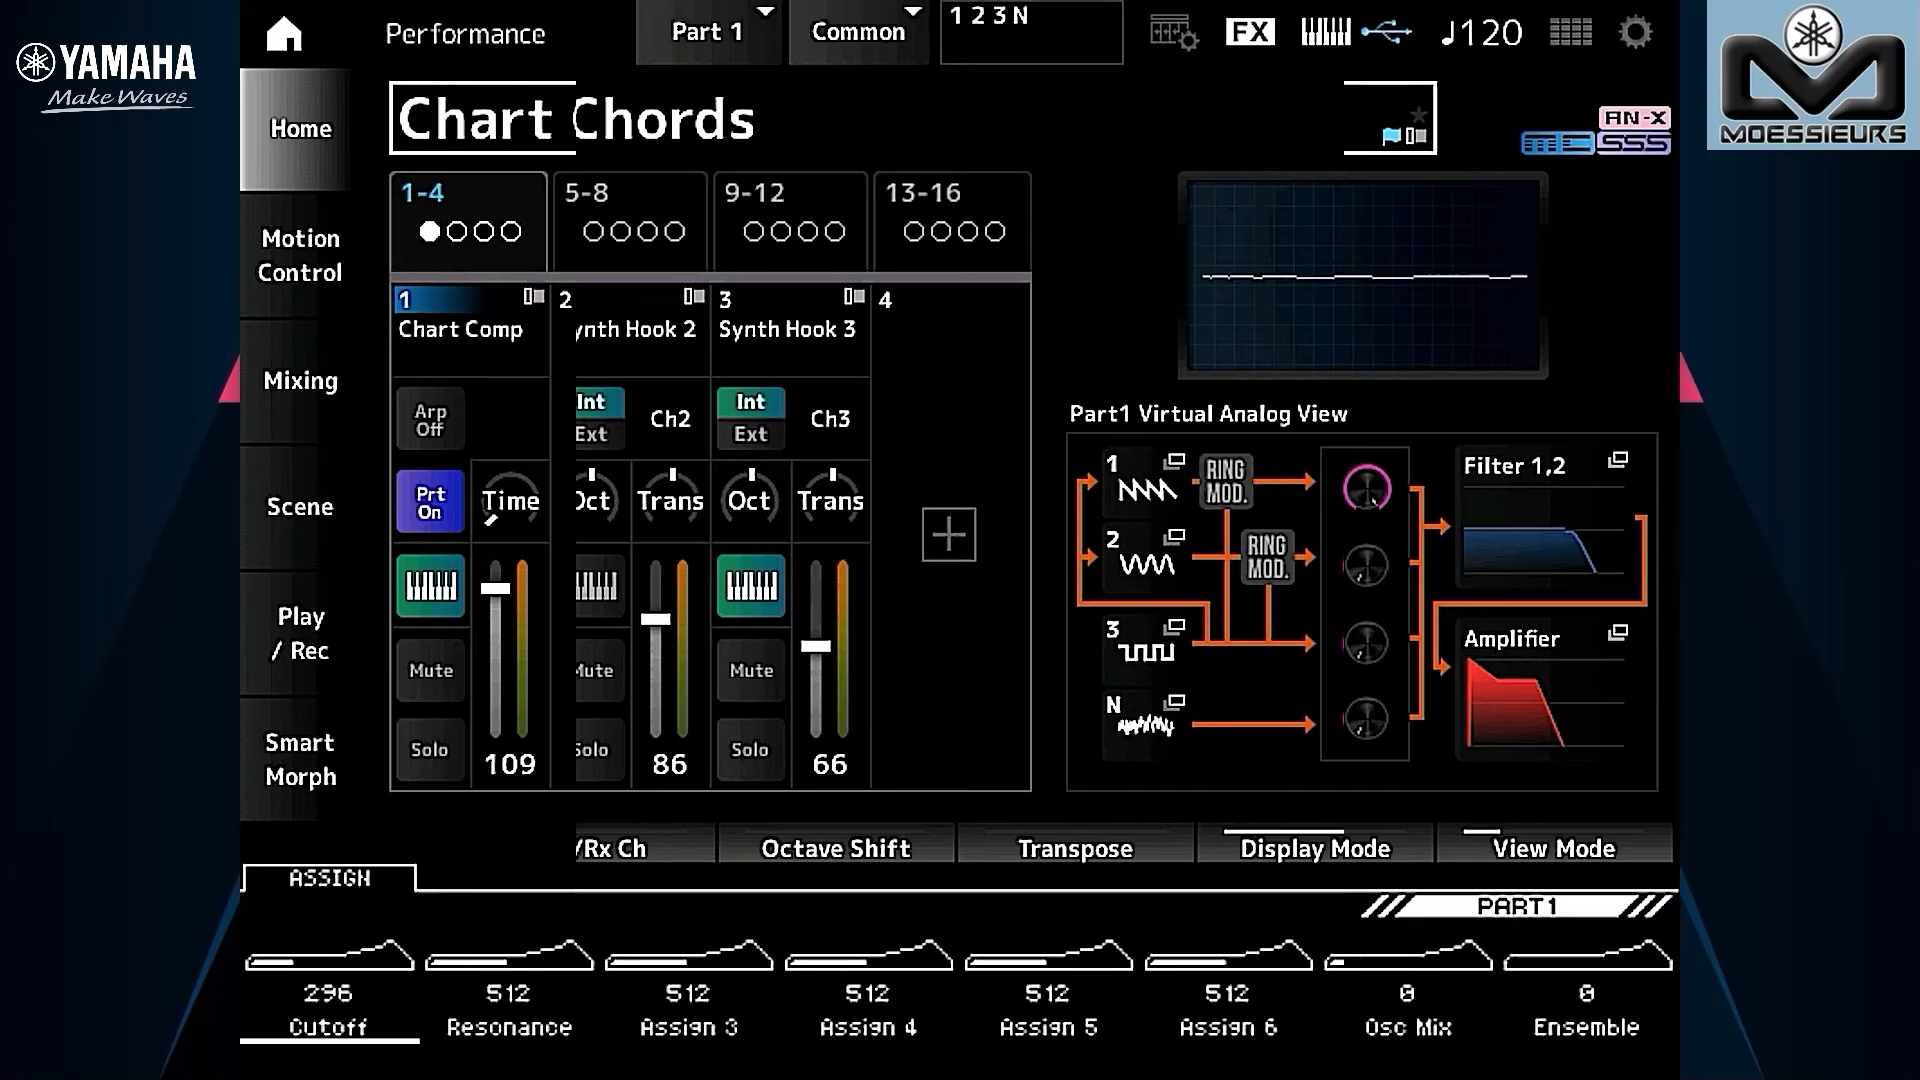 YAMAHA
Make Waves
Performance
Part 1
Common
1 2 3 N
FX
♩120
MOESSIEURS
Home
Motion
Control
Mixing
Scene
Play
/ Rec
Smart
Morph
Chart Chords
AN-X
MC SSS
1-4
5-8
9-12
13-16
1
2
3
4
Chart Comp
ynth Hook 2
Synth Hook 3
Arp
Off
Int
Ext
Ch2
Int
Ext
Ch3
Prt
On
Time
Oct
Trans
Oct
Trans
Mute
Mute
Mute
Solo
Solo
Solo
109
86
66
Part1 Virtual Analog View
1
RING
MOD.
2
RING
MOD.
3
N
Filter 1,2
Amplifier
/Rx Ch
Octave Shift
Transpose
Display Mode
View Mode
ASSIGN
PART1
296
512
512
512
512
512
0
0
Cutoff
Resonance
Assign 3
Assign 4
Assign 5
Assign 6
Osc Mix
Ensemble